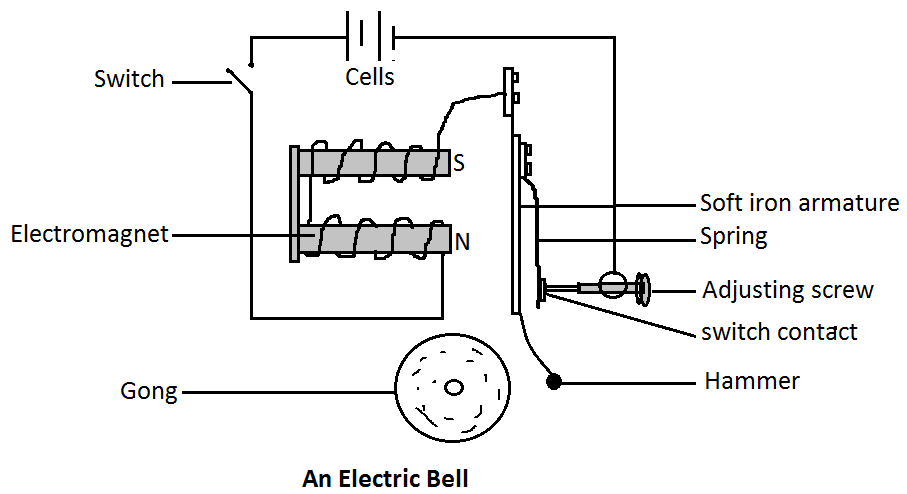 Cells
Switch
S
Soft iron armature
Electromagnet
N
Spring
Adjusting screw
switch contact
Hammer
Gong
An Electric Bell